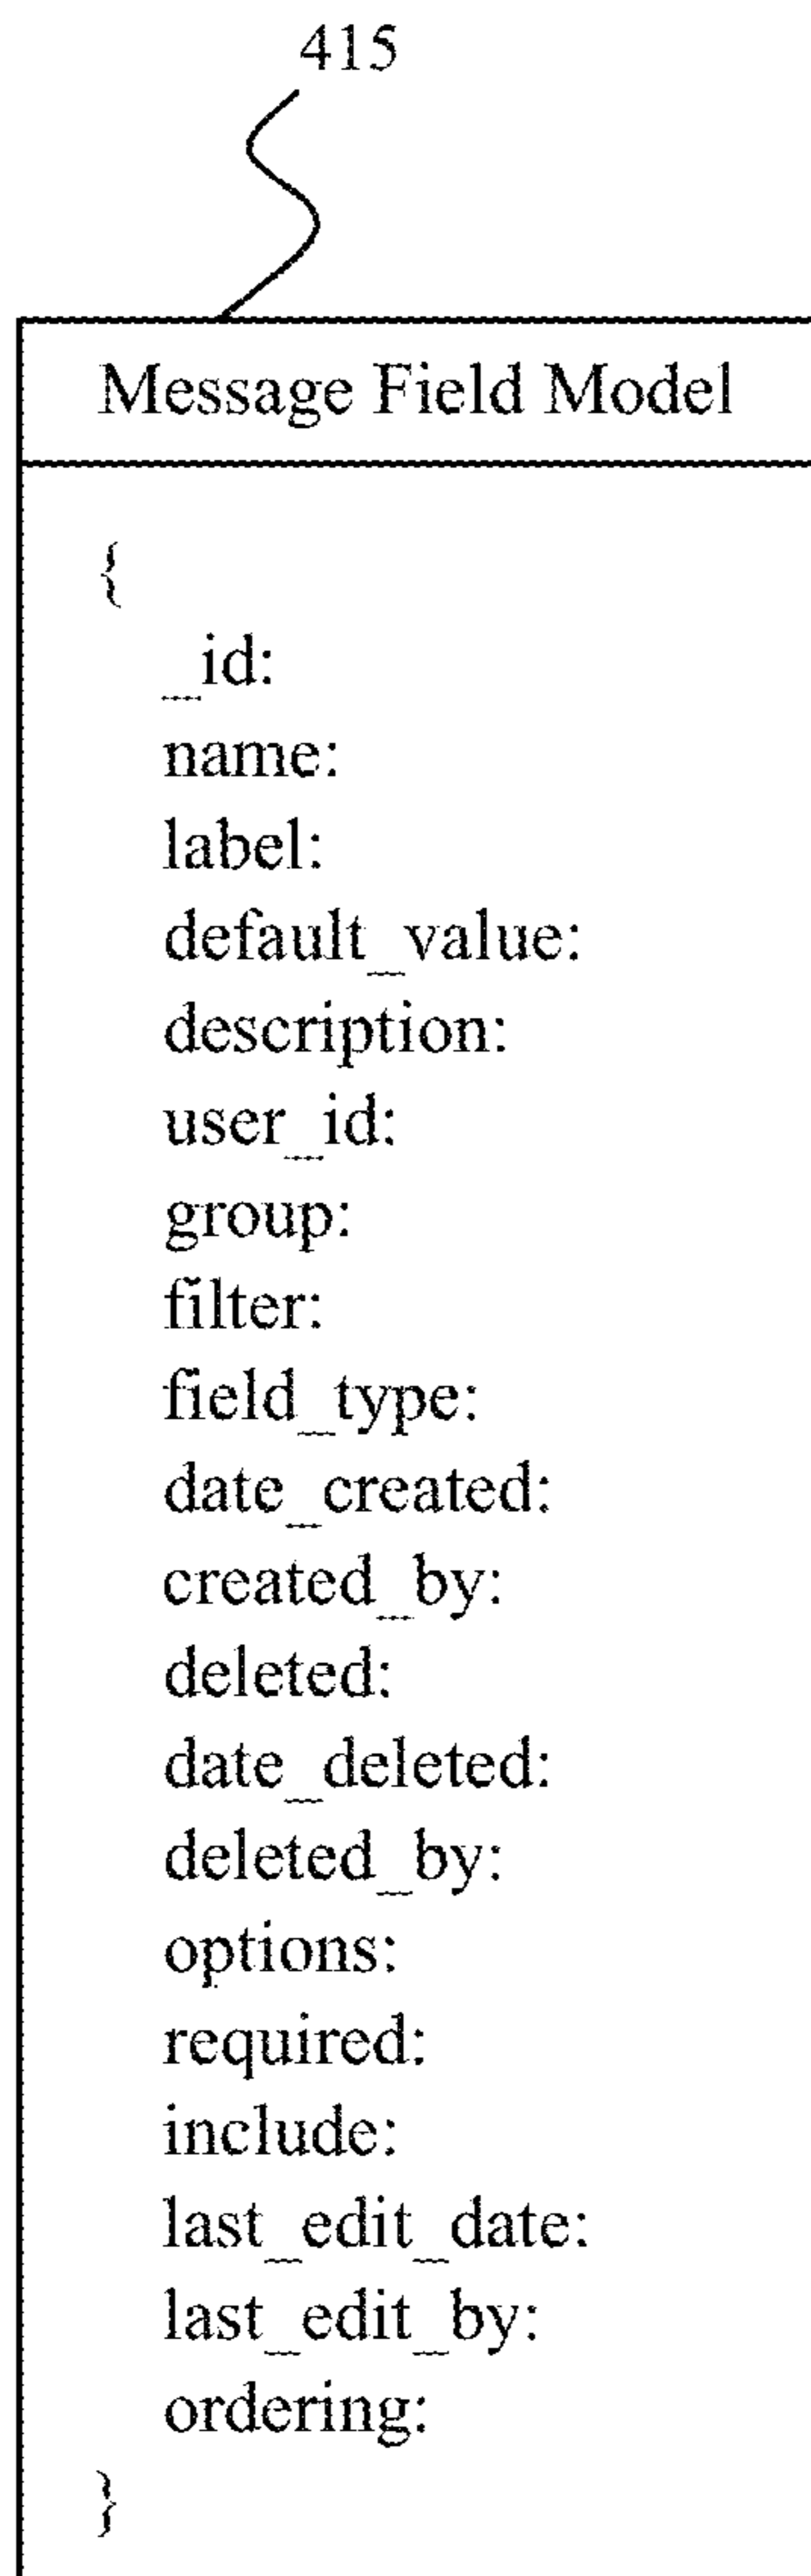 415
Message Field Model
{
_id:
name:
label:
default_value:
description:
user_id:
group:
filter:
field_type:
date_created:
created_by:
deleted:
date_deleted:
deleted_by:
options:
required:
include:
last_edit_date:
last_edit_by:
ordering:
}